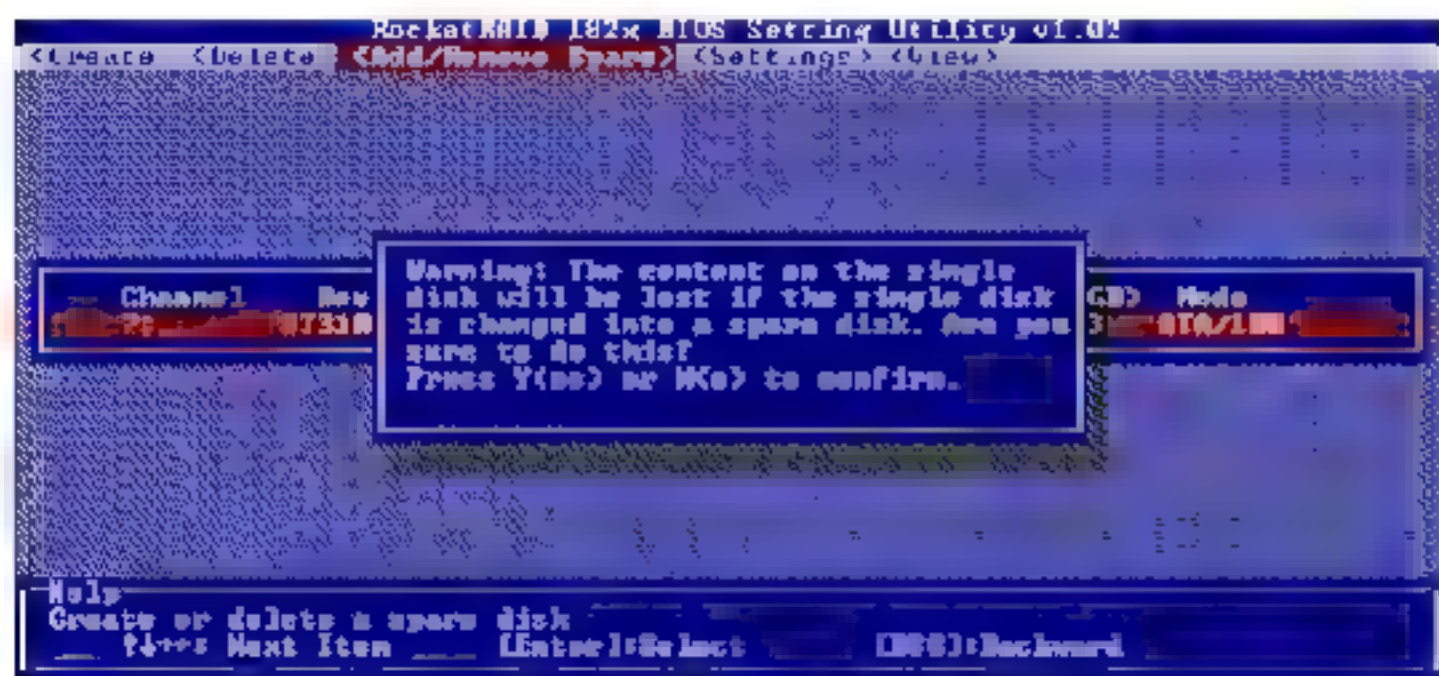 RocketRAID 182x BIOS Setting Utility v1.02
<Create <Delete <Add/Remove Spare> <Settings> <View>
Warning: The content on the single
disk will be lost if the single disk
is changed into a spare disk. Are you
sure to do this?
Press Y(es) or N(o) to confirm.
Channel Mode
Help
Create or delete a spare disk
Next Item [Enter]:Select [ESC]:Backward